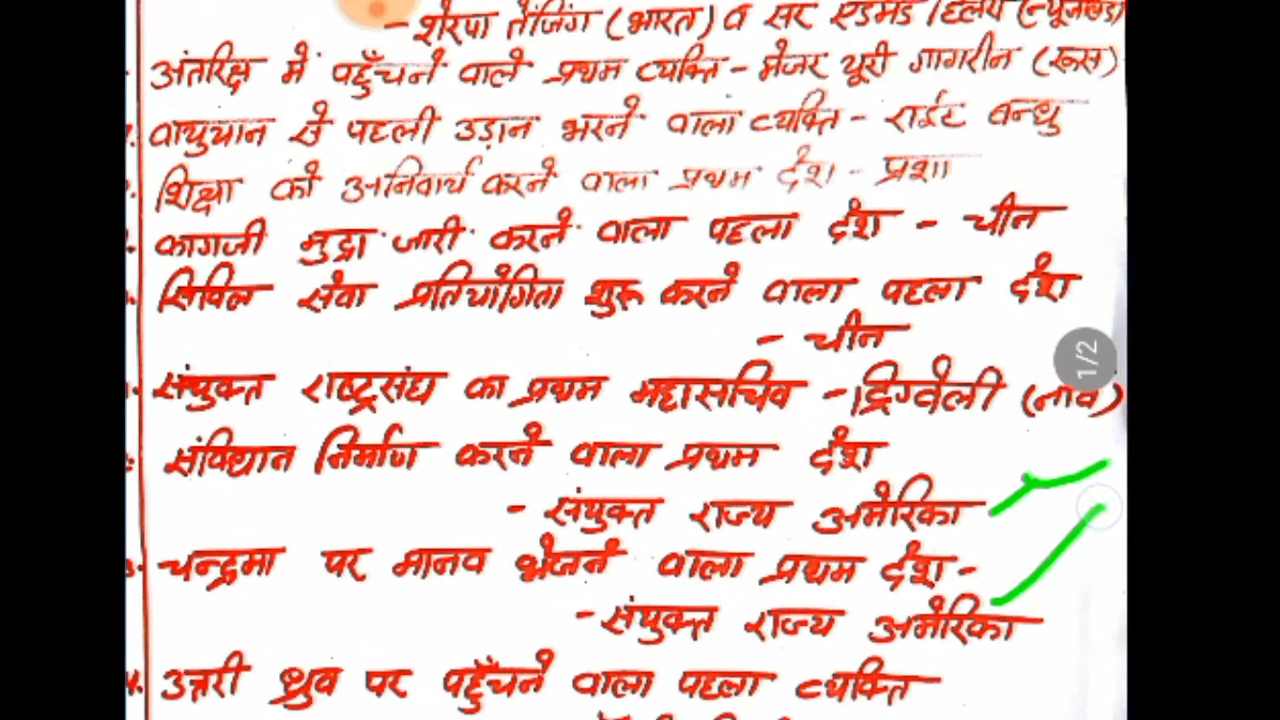 - शेरपा तेंजिंग (भारत) व सर एडमंड
अंतरिक्ष में पहुँचने वाले प्रथम व्यक्ति - मेजर यूरी गागरीन (रूस)
वायुयान से पहली उड़ान भरने वाला व्यक्ति - राईट बन्धु
शिक्षा को अनिवार्य करने वाला प्रथम देश - प्रशा
कागजी मुद्रा जारी करने वाला पहला देश - चीन
सिविल सेवा प्रतियोगिता शुरू करने वाला पहला देश
- चीन
1/2
संयुक्त राष्ट्रसंघ का प्रथम महासचिव - ट्रिग्वेली (नार्वे)
संविधान निर्माण करने वाला प्रथम देश
- संयुक्त राज्य अमेरिका
चन्द्रमा पर मानव भेजने वाला प्रथम देश -
- संयुक्त राज्य अमेरिका
उत्तरी ध्रुव पर पहुँचने वाला पहला व्यक्ति